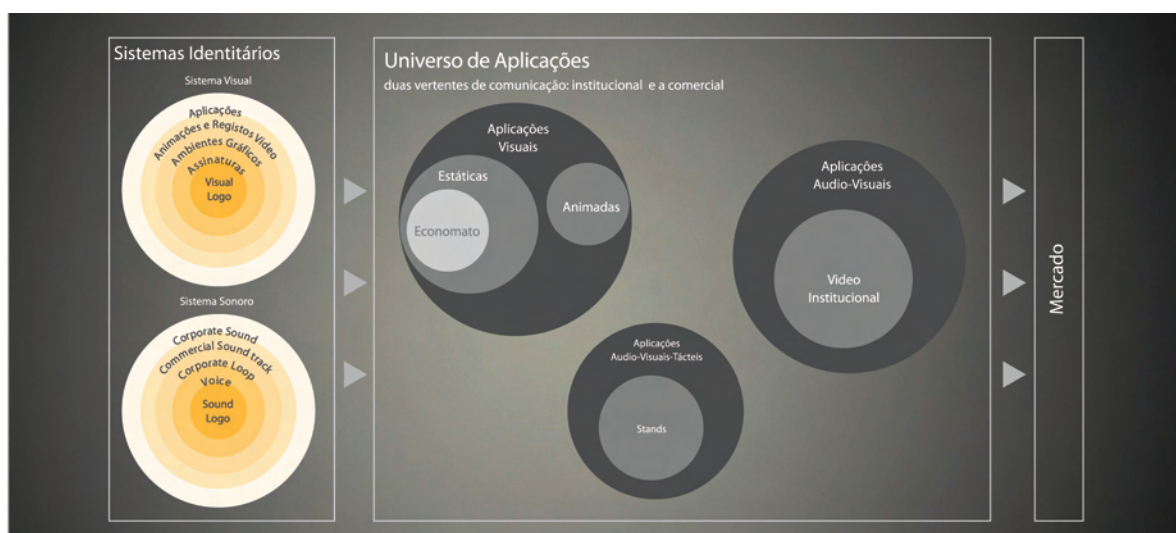 Sistemas Identitários
Sistema Visual
Aplicações
Animações e Registos Video
Ambientes Gráficos
Assinaturas
Visual
Logo
Sistema Sonoro
Corporate Sound
Commercial Sound track
Corporate Loop
Voice
Sound
Logo
Universo de Aplicações
duas vertentes de comunicação: institucional e a comercial
Aplicações
Visuais
Estáticas
Economato
Animadas
Aplicações
Audio-Visuais
Video
Institucional
Aplicações
Audio-Visuais-Tácteis
Stands
Mercado